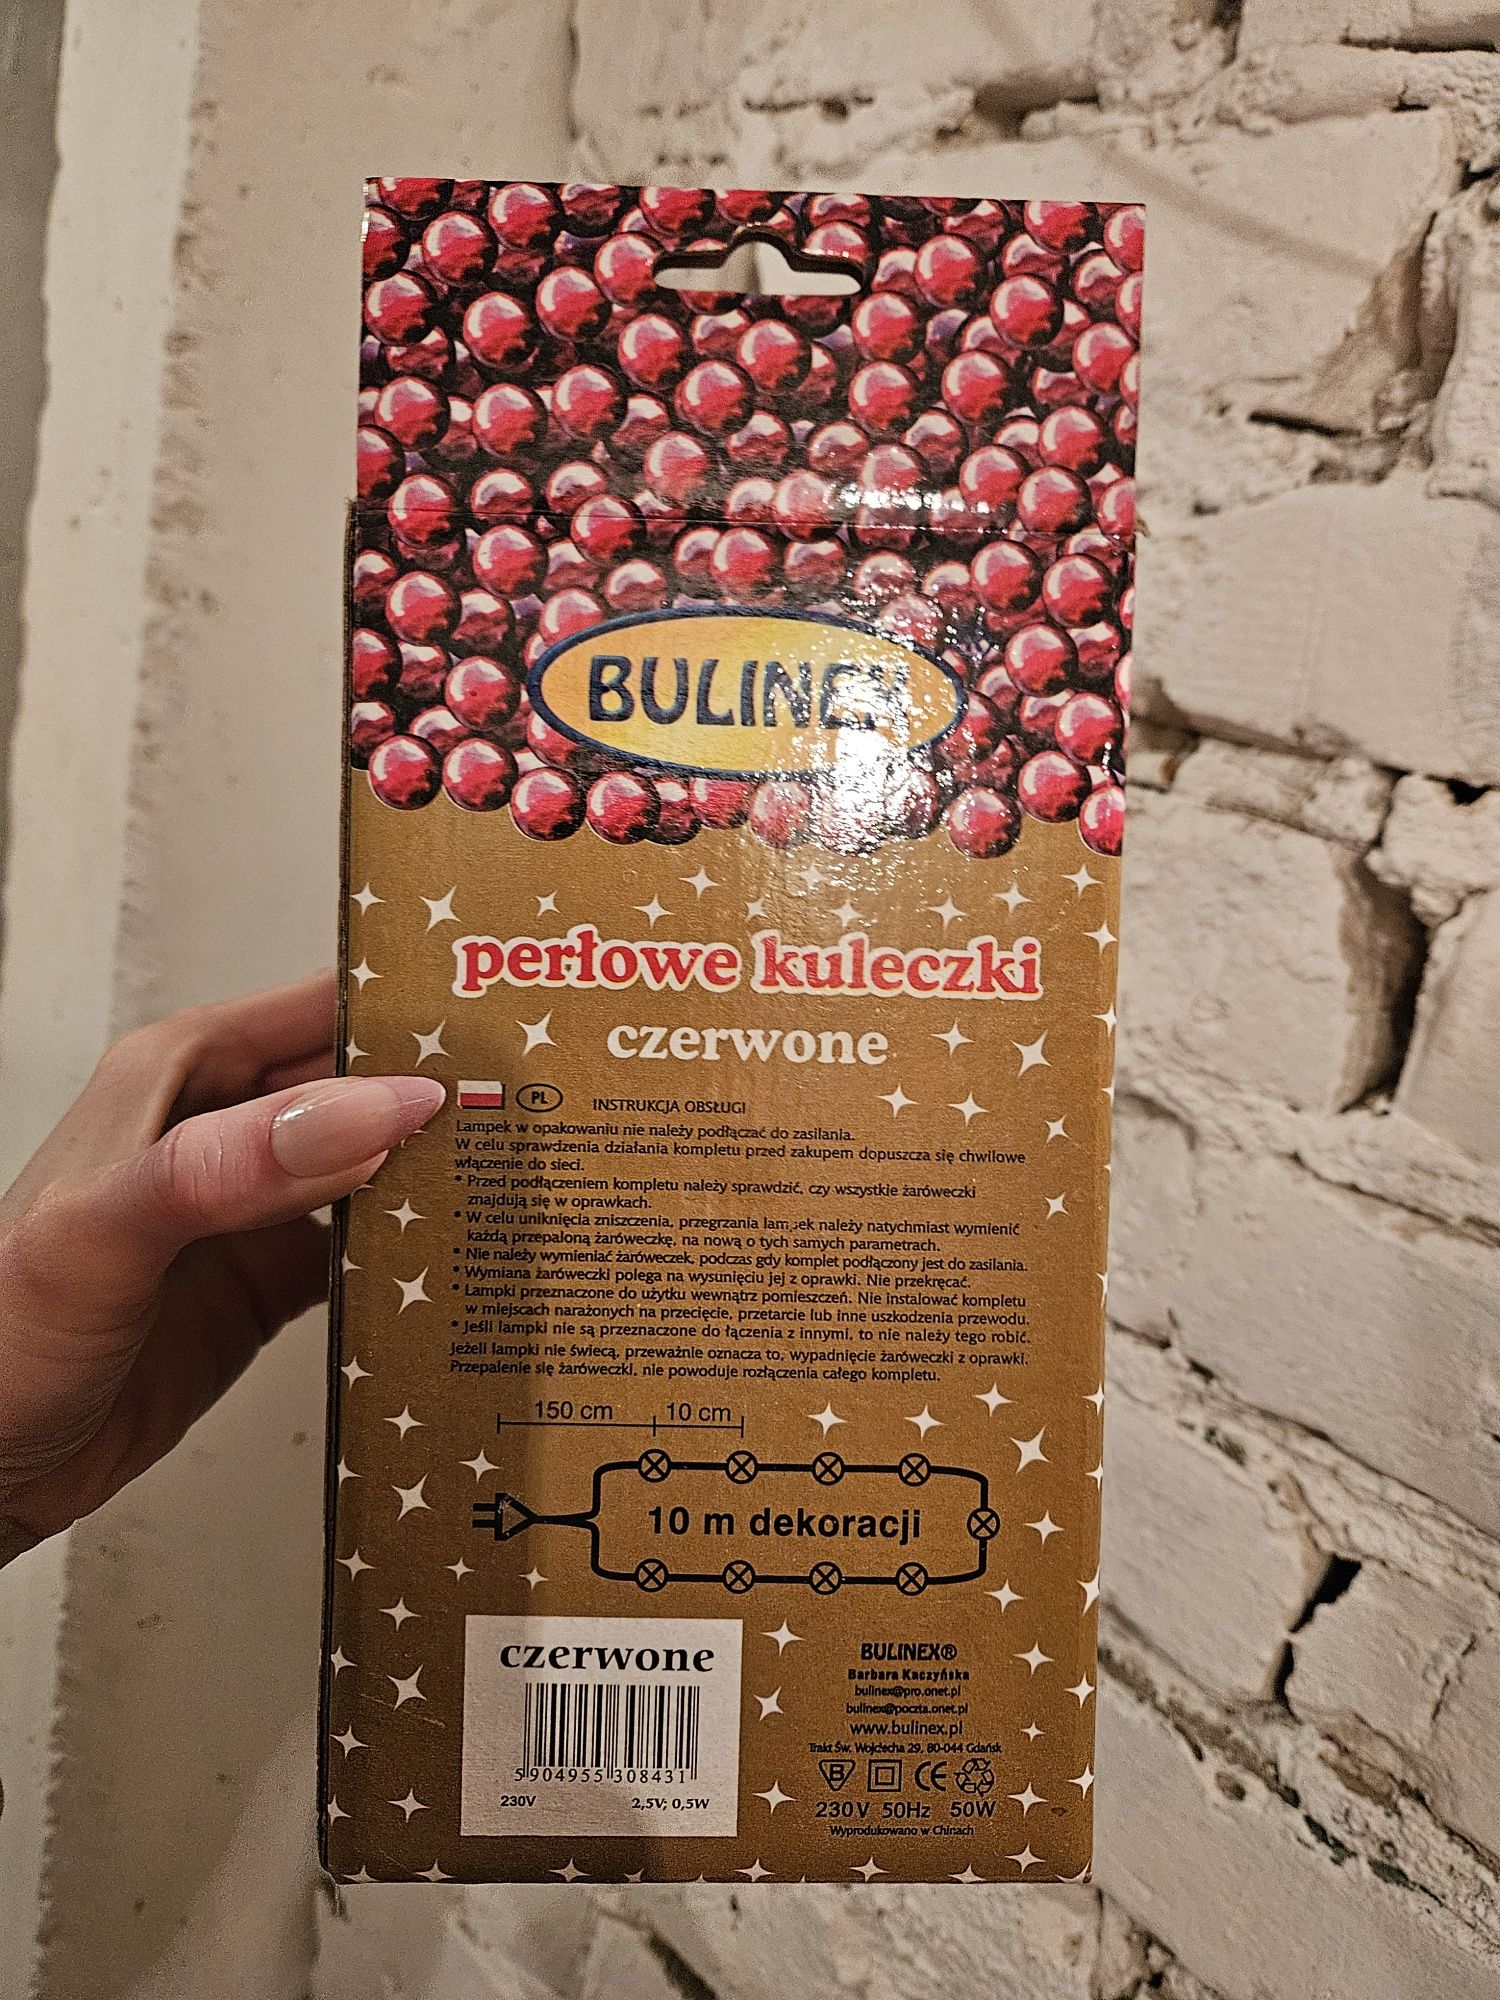 BULINEX
perłowe kuleczki
czerwone
PL INSTRUKCJA OBSŁUGI
Lampek w opakowaniu nie należy podłączać do zasilania.
W celu sprawdzenia działania kompletu przed zakupem dopuszcza się chwilowe
włączenie do sieci.
* Przed podłączeniem kompletu należy sprawdzić, czy wszystkie żaróweczki
znajdują się w oprawkach.
* W celu uniknięcia zniszczenia, przegrzania lampek należy natychmiast wymienić
każdą przepaloną żaróweczkę, na nową o tych samych parametrach.
* Nie należy wymieniać żaróweczek, podczas gdy komplet podłączony jest do zasilania.
* Wymiana żaróweczki polega na wysunięciu jej z oprawki. Nie przekręcać.
* Lampki przeznaczone do użytku wewnątrz pomieszczeń. Nie instalować kompletu
w miejscach narażonych na przecięcie, przetarcie lub inne uszkodzenia przewodu.
* Jeśli lampki nie są przeznaczone do łączenia z innymi, to nie należy tego robić.
Jeżeli lampki nie świecą, przeważnie oznacza to, wypadnięcie żaróweczki z oprawki.
Przepalenie się żaróweczki, nie powoduje rozłączenia całego kompletu.
150 cm 10 cm
10 m dekoracji
czerwone
5 904955 308431
230V 2,5V; 0,5W
BULINEX®
Barbara Kaczyńska
bulinex@pro.onet.pl
bulinex@poczta.onet.pl
www.bulinex.pl
Trakt Św. Wojciecha 29, 80-044 Gdańsk
B CE
230V 50Hz 50W
Wyprodukowano w Chinach